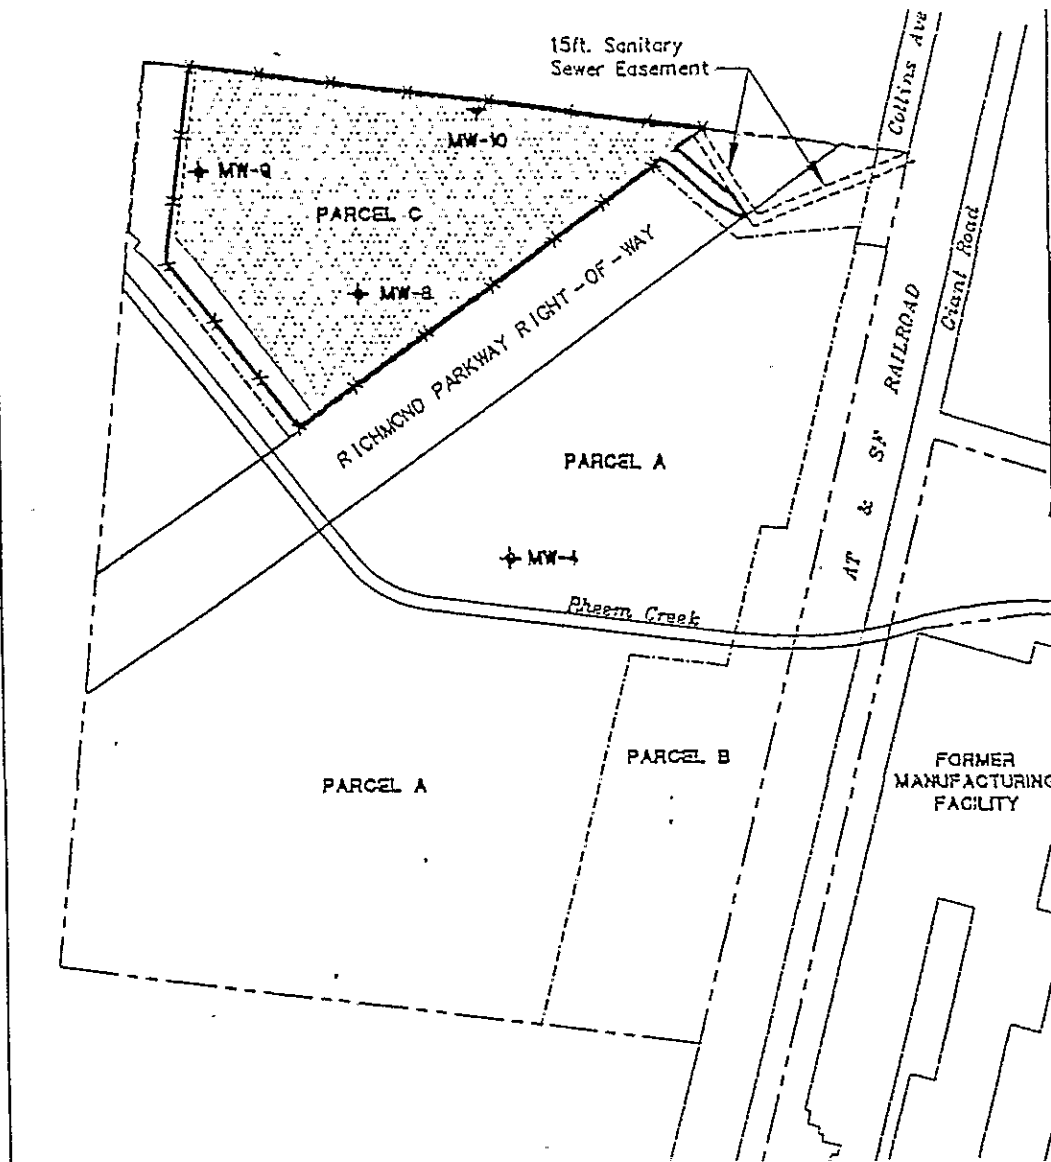 15ft. Sanitary
Sewer Easement
Collins Ave
MW-10
MW-9
PARCEL C
MW-8
RICHMOND PARKWAY RIGHT-OF-WAY
Giant Road
AT & SF RAILROAD
PARCEL A
MW-4
Rheem Creek
PARCEL B
PARCEL A
FORMER
MANUFACTURING
FACILITY